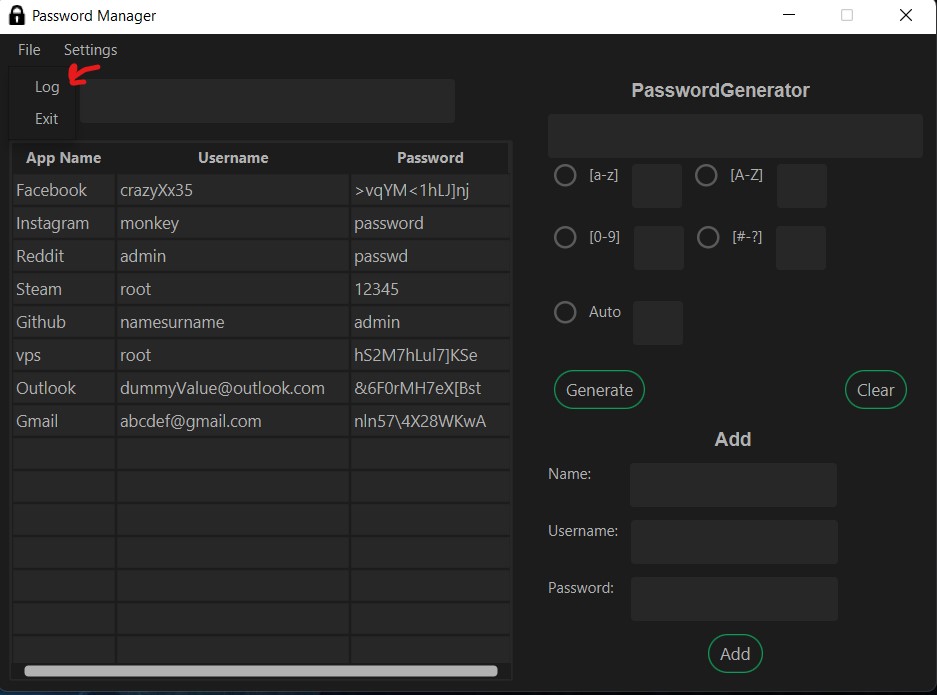 Password Manager
File Settings
Log
Exit
PasswordGenerator
[a-z] [A-Z]
[0-9] [#-?]
Auto
Generate Clear
App Name Username Password
Facebook crazyXx35 >vqYM<1hLJ]nj
Instagram monkey password
Reddit admin passwd
Steam root 12345
Github namesurname admin
vps root hS2M7hLul7]KSe
Outlook dummyValue@outlook.com &6F0rMH7eX[Bst
Gmail abcdef@gmail.com nln57\4X28WKwA
Add
Name:
Username:
Password:
Add